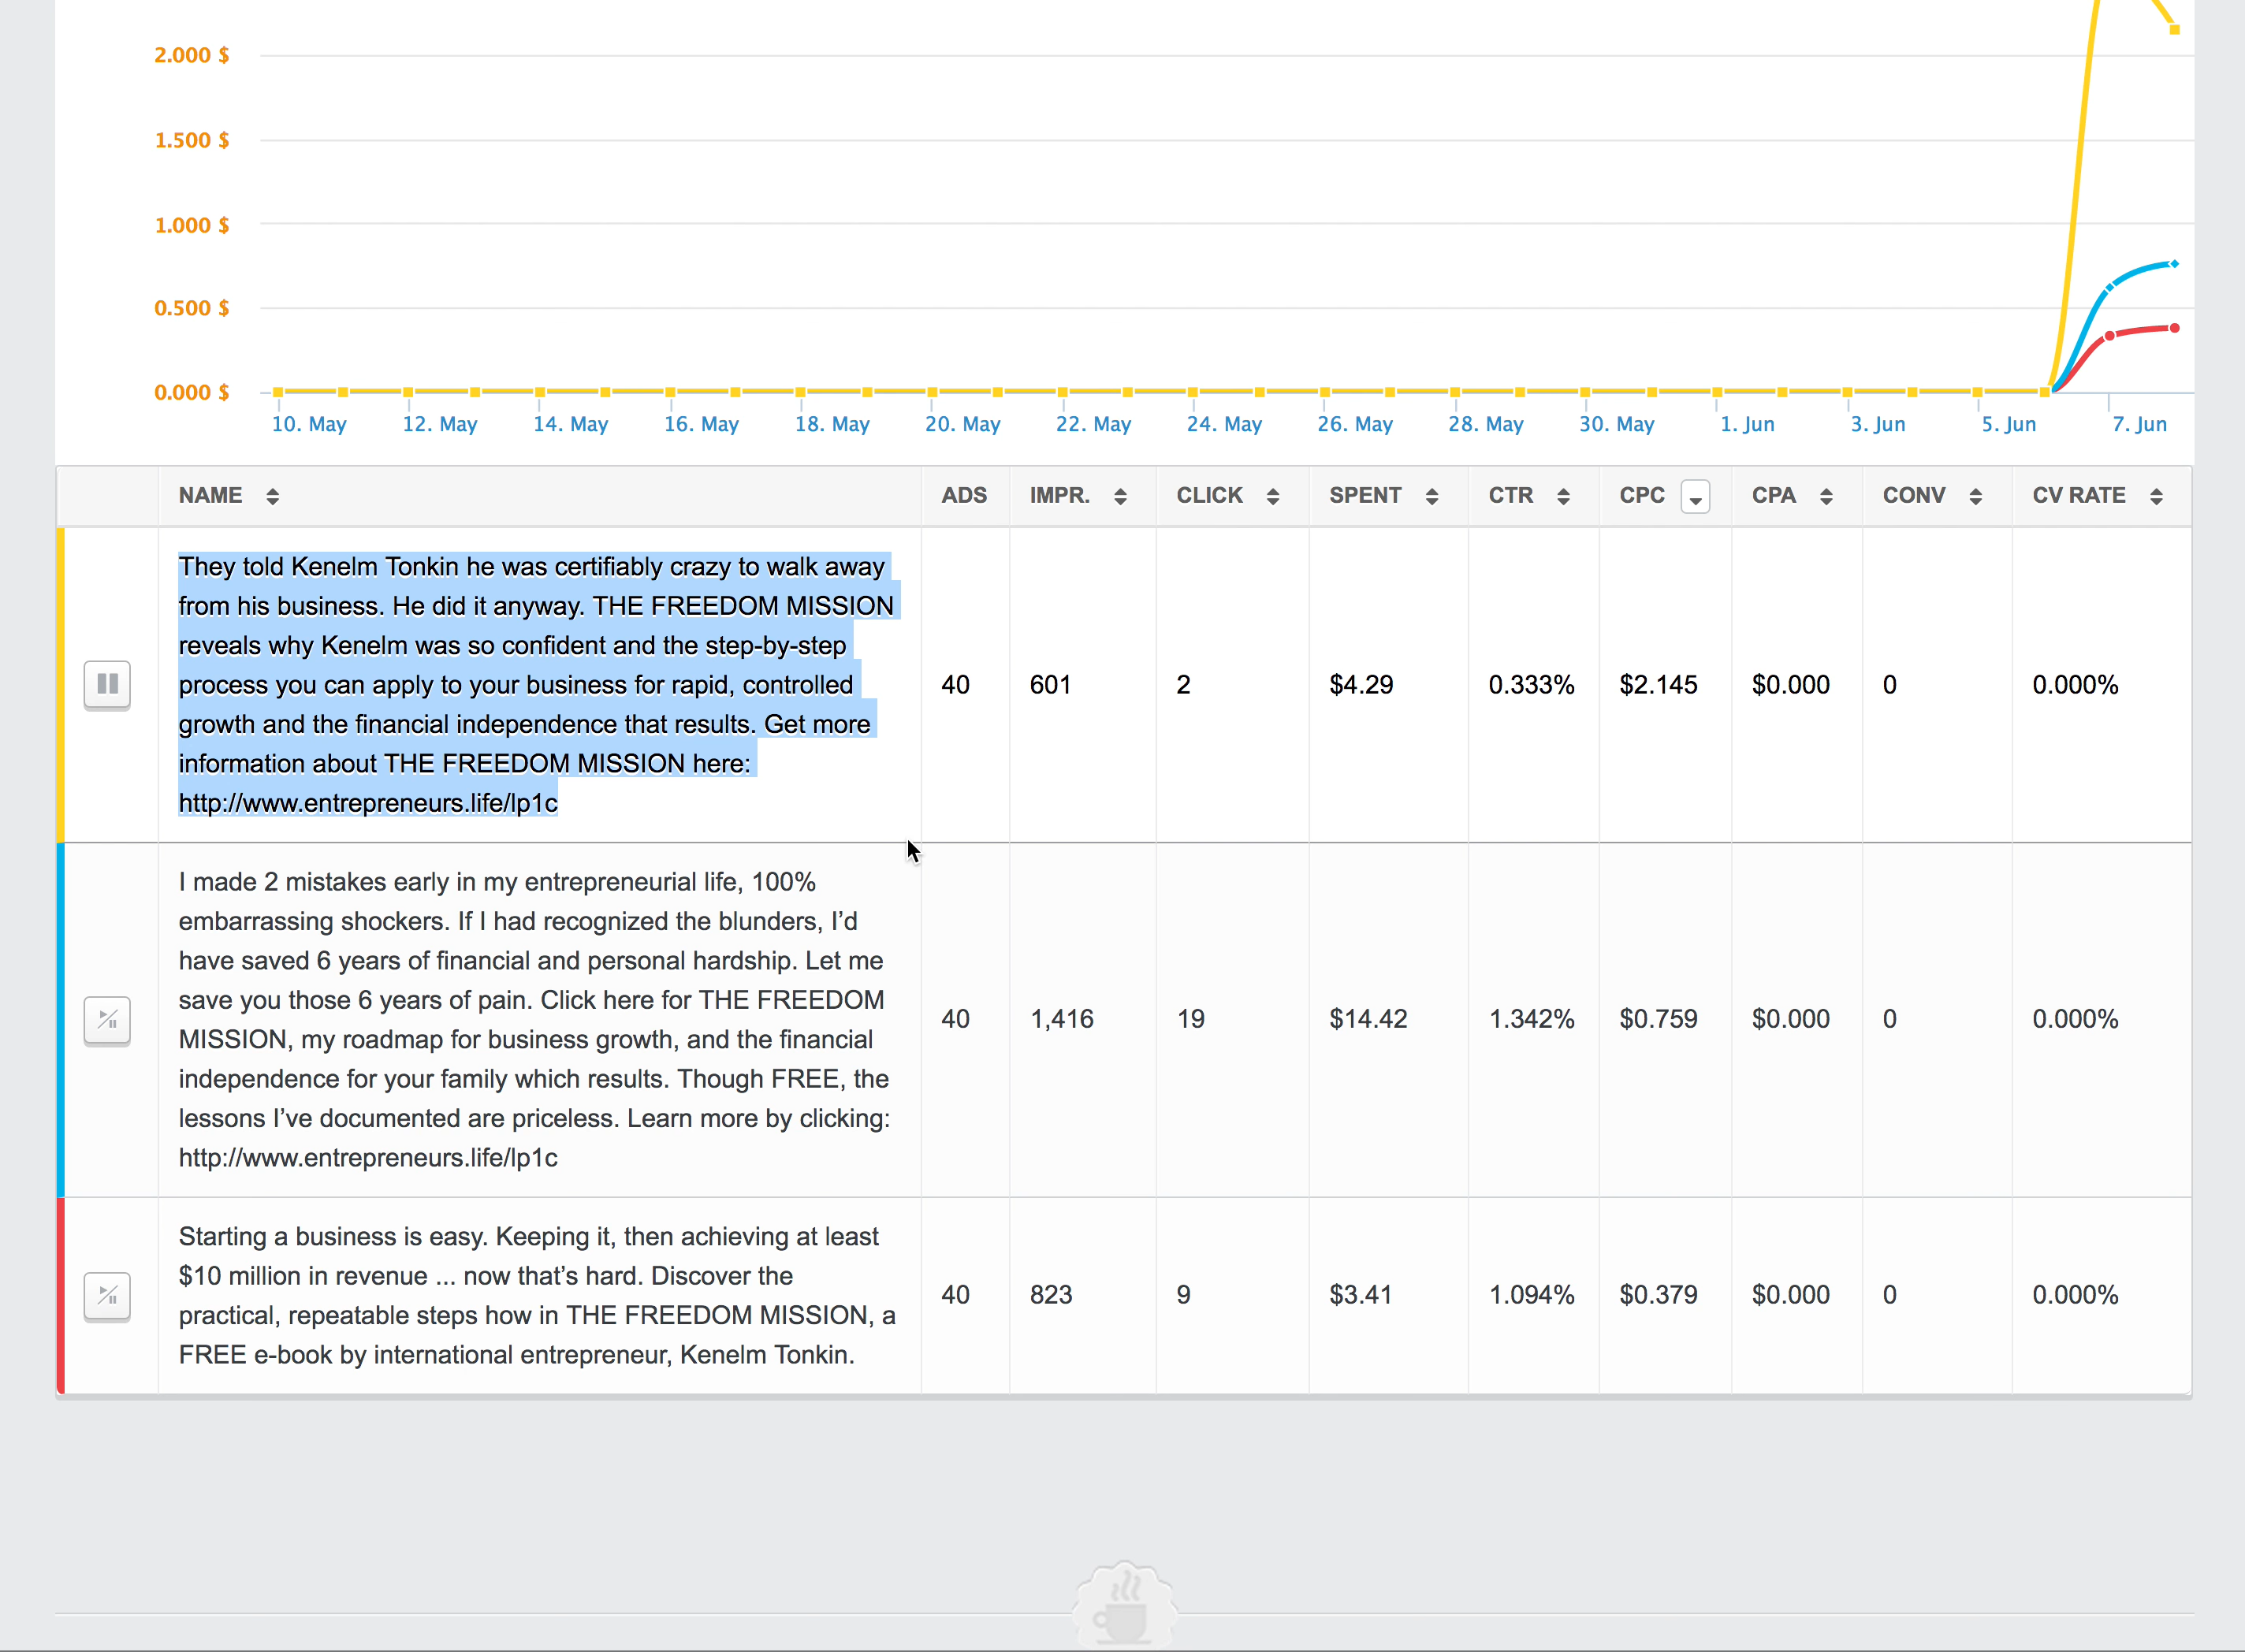 2.000 $
1.500 $
1.000 $
0.500 $
0.000 $
10. May 12. May 14. May 16. May 18. May 20. May 22. May 24. May 26. May 28. May 30. May 1. Jun 3. Jun 5. Jun 7. Jun
NAME ADS IMPR. CLICK SPENT CTR CPC CPA CONV CV RATE
They told Kenelm Tonkin he was certifiably crazy to walk away
from his business. He did it anyway. THE FREEDOM MISSION
reveals why Kenelm was so confident and the step-by-step
process you can apply to your business for rapid, controlled
growth and the financial independence that results. Get more
information about THE FREEDOM MISSION here:
http://www.entrepreneurs.life/lp1c
40 601 2 $4.29 0.333% $2.145 $0.000 0 0.000%
I made 2 mistakes early in my entrepreneurial life, 100%
embarrassing shockers. If I had recognized the blunders, I’d
have saved 6 years of financial and personal hardship. Let me
save you those 6 years of pain. Click here for THE FREEDOM
MISSION, my roadmap for business growth, and the financial
independence for your family which results. Though FREE, the
lessons I’ve documented are priceless. Learn more by clicking:
http://www.entrepreneurs.life/lp1c
40 1,416 19 $14.42 1.342% $0.759 $0.000 0 0.000%
Starting a business is easy. Keeping it, then achieving at least
$10 million in revenue ... now that’s hard. Discover the
practical, repeatable steps how in THE FREEDOM MISSION, a
FREE e-book by international entrepreneur, Kenelm Tonkin.
40 823 9 $3.41 1.094% $0.379 $0.000 0 0.000%